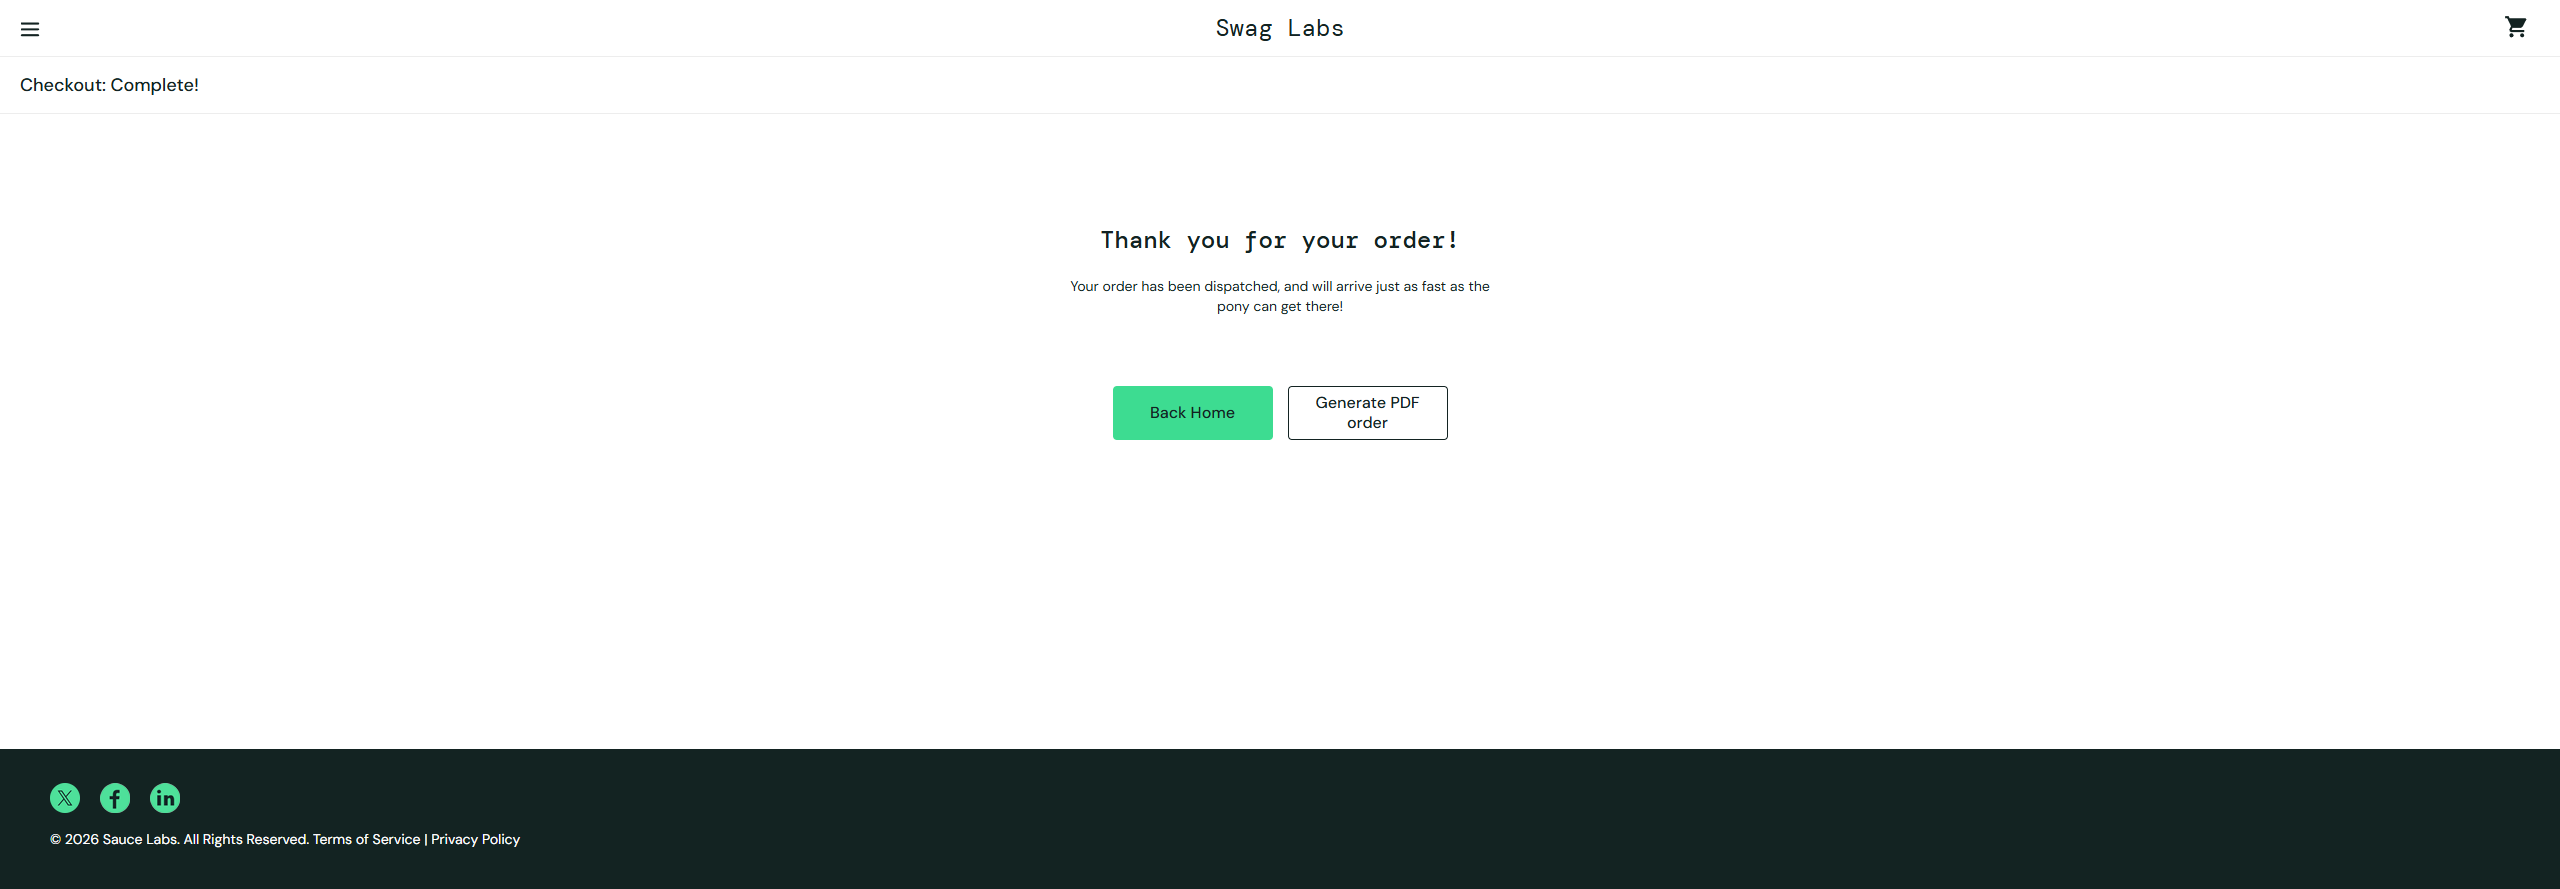 Swag Labs
Checkout: Complete!
Thank you for your order!
Your order has been dispatched, and will arrive just as fast as the
pony can get there!
Back Home
Generate PDF
order
© 2026 Sauce Labs. All Rights Reserved. Terms of Service | Privacy Policy